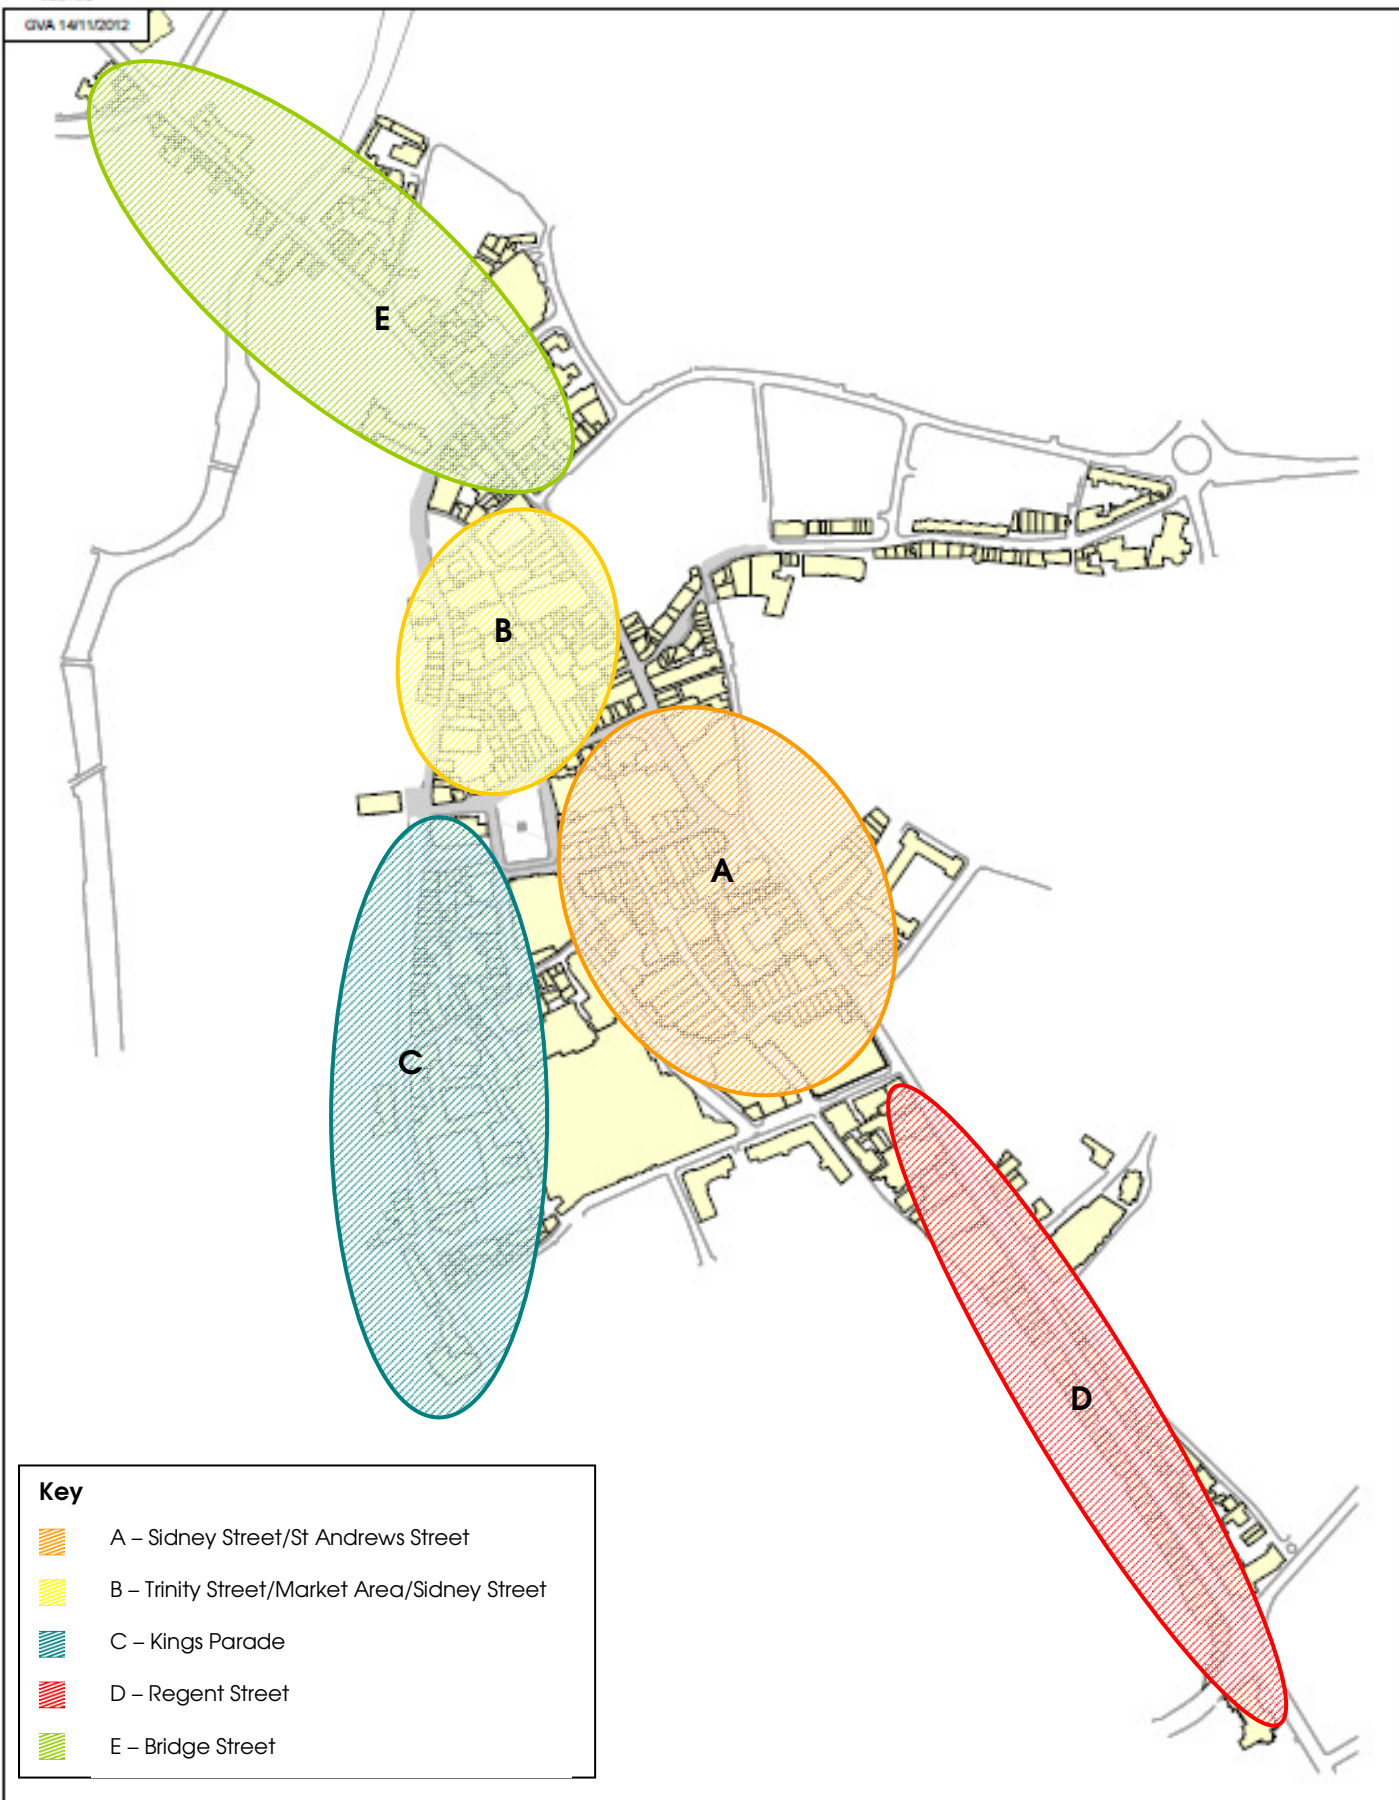 GVA 14/11/2012
E
B
A
C
D
Key
A – Sidney Street/St Andrews Street
B – Trinity Street/Market Area/Sidney Street
C – Kings Parade
D – Regent Street
E – Bridge Street